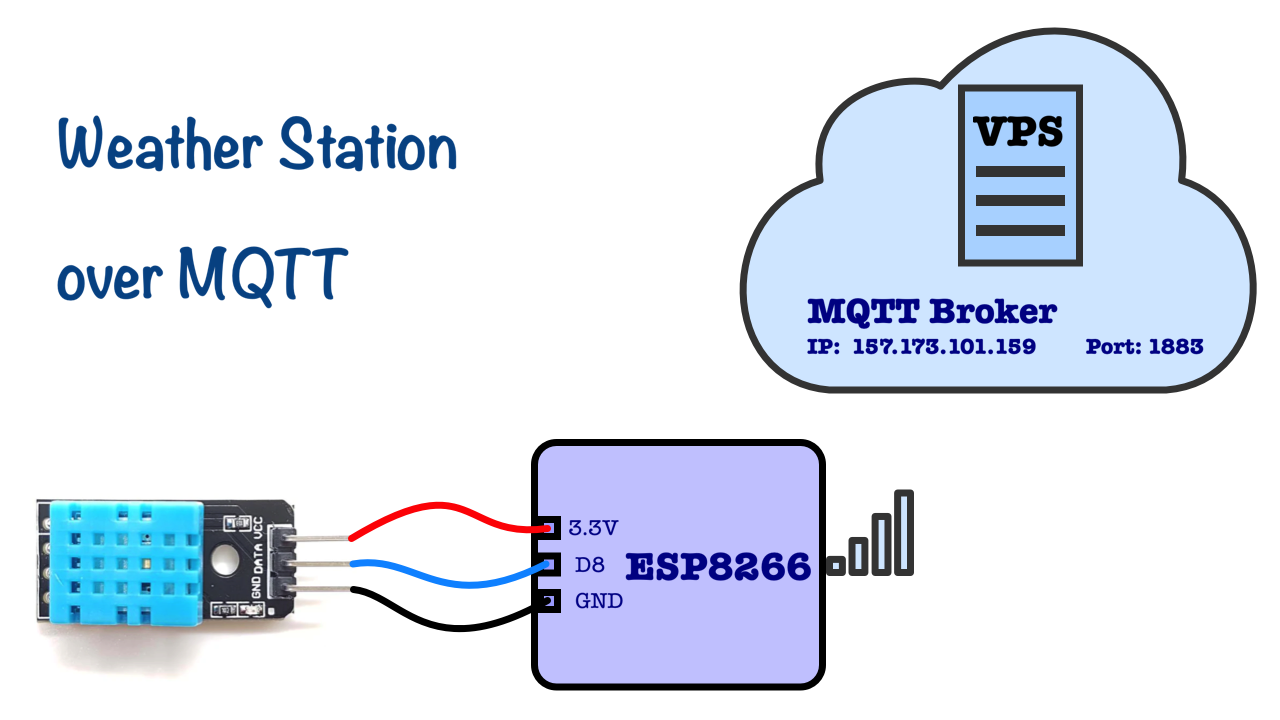 Weather Station
over MQTT
VPS
MQTT Broker
IP: 157.173.101.159 Port: 1883
VCC
DATA
GND
3.3V
D8
GND
ESP8266